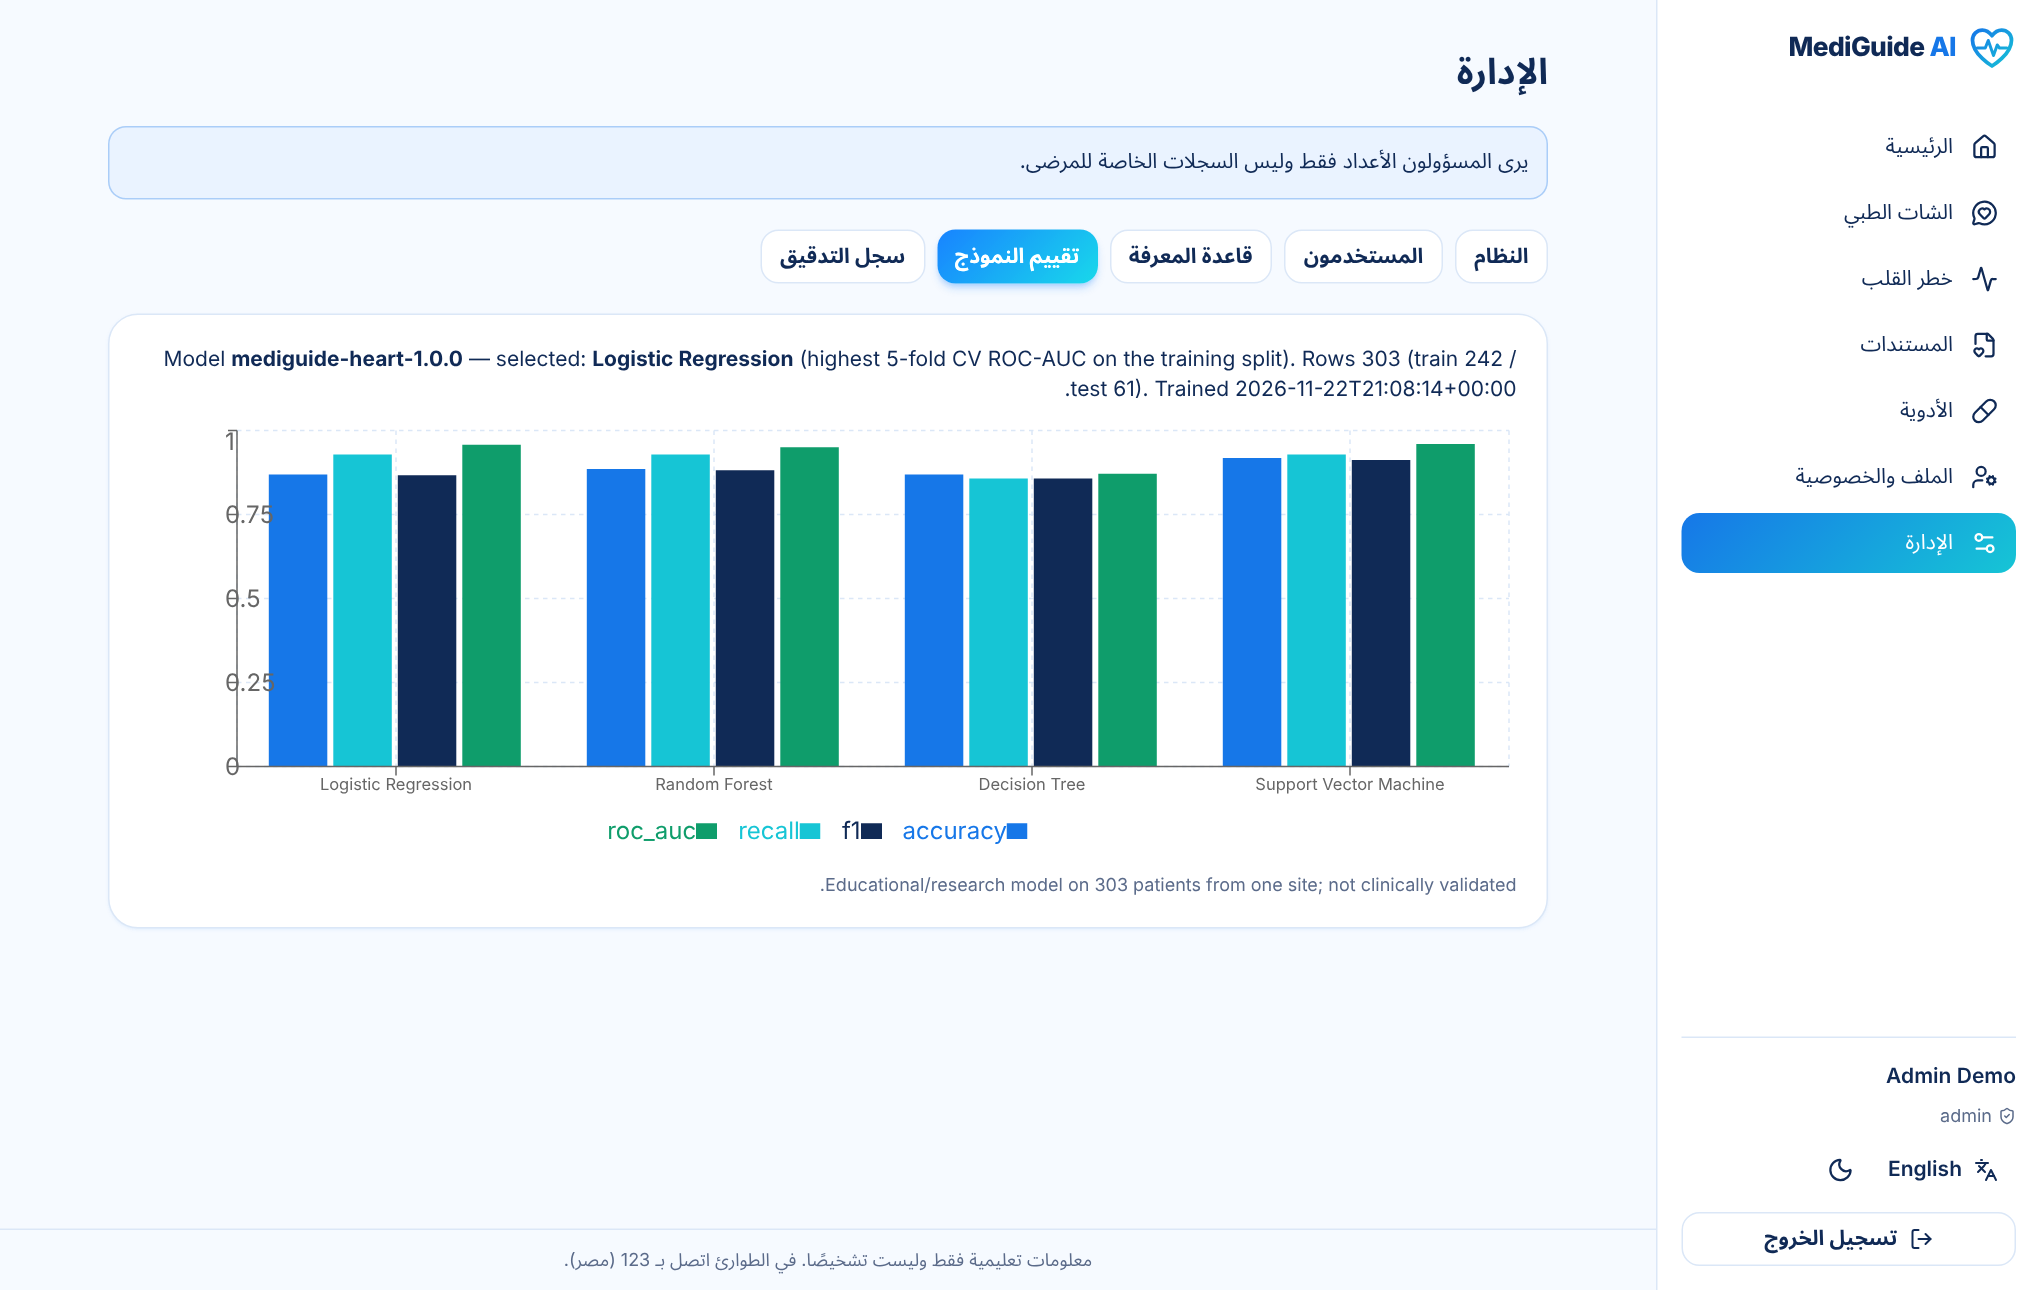 MediGuide AI
الرئيسية
الشات الطبي
خطر القلب
المستندات
الأدوية
الملف والخصوصية
الإدارة
Admin Demo
admin
English
تسجيل الخروج
الإدارة
يرى المسؤولون الأعداد فقط وليس السجلات الخاصة للمرضى.
النظام
المستخدمون
قاعدة المعرفة
تقييم النموذج
سجل التدقيق
Model mediguide-heart-1.0.0 — selected: Logistic Regression (highest 5-fold CV ROC-AUC on the training split). Rows 303 (train 242 /
test 61). Trained 2026-11-22T21:08:14+00:00.
1
0.75
0.5
0.25
0
Logistic Regression
Random Forest
Decision Tree
Support Vector Machine
roc_auc recall f1 accuracy
Educational/research model on 303 patients from one site; not clinically validated.
معلومات تعليمية فقط وليست تشخيصًا. في الطوارئ اتصل بـ 123 (مصر).